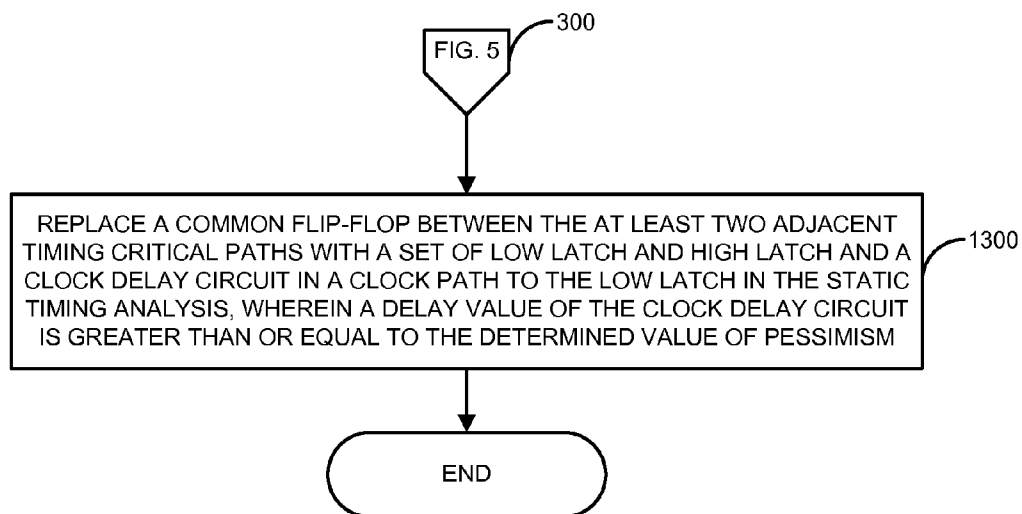 300
FIG. 5
REPLACE A COMMON FLIP-FLOP BETWEEN THE AT LEAST TWO ADJACENT
TIMING CRITICAL PATHS WITH A SET OF LOW LATCH AND HIGH LATCH AND A
CLOCK DELAY CIRCUIT IN A CLOCK PATH TO THE LOW LATCH IN THE STATIC
TIMING ANALYSIS, WHEREIN A DELAY VALUE OF THE CLOCK DELAY CIRCUIT
IS GREATER THAN OR EQUAL TO THE DETERMINED VALUE OF PESSIMISM
1300
END